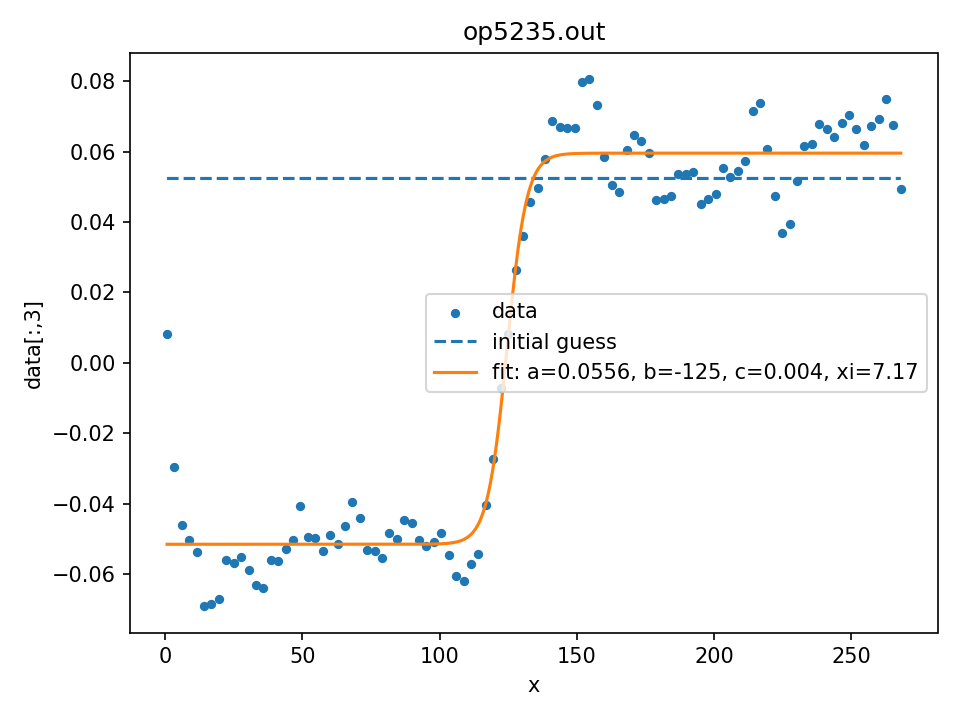 op5235.out
0.08
0.06
0.04
0.02
0.00
−0.02
−0.04
−0.06
data[:,3]
data
initial guess
fit: a=0.0556, b=-125, c=0.004, xi=7.17
0 50 100 150 200 250
x